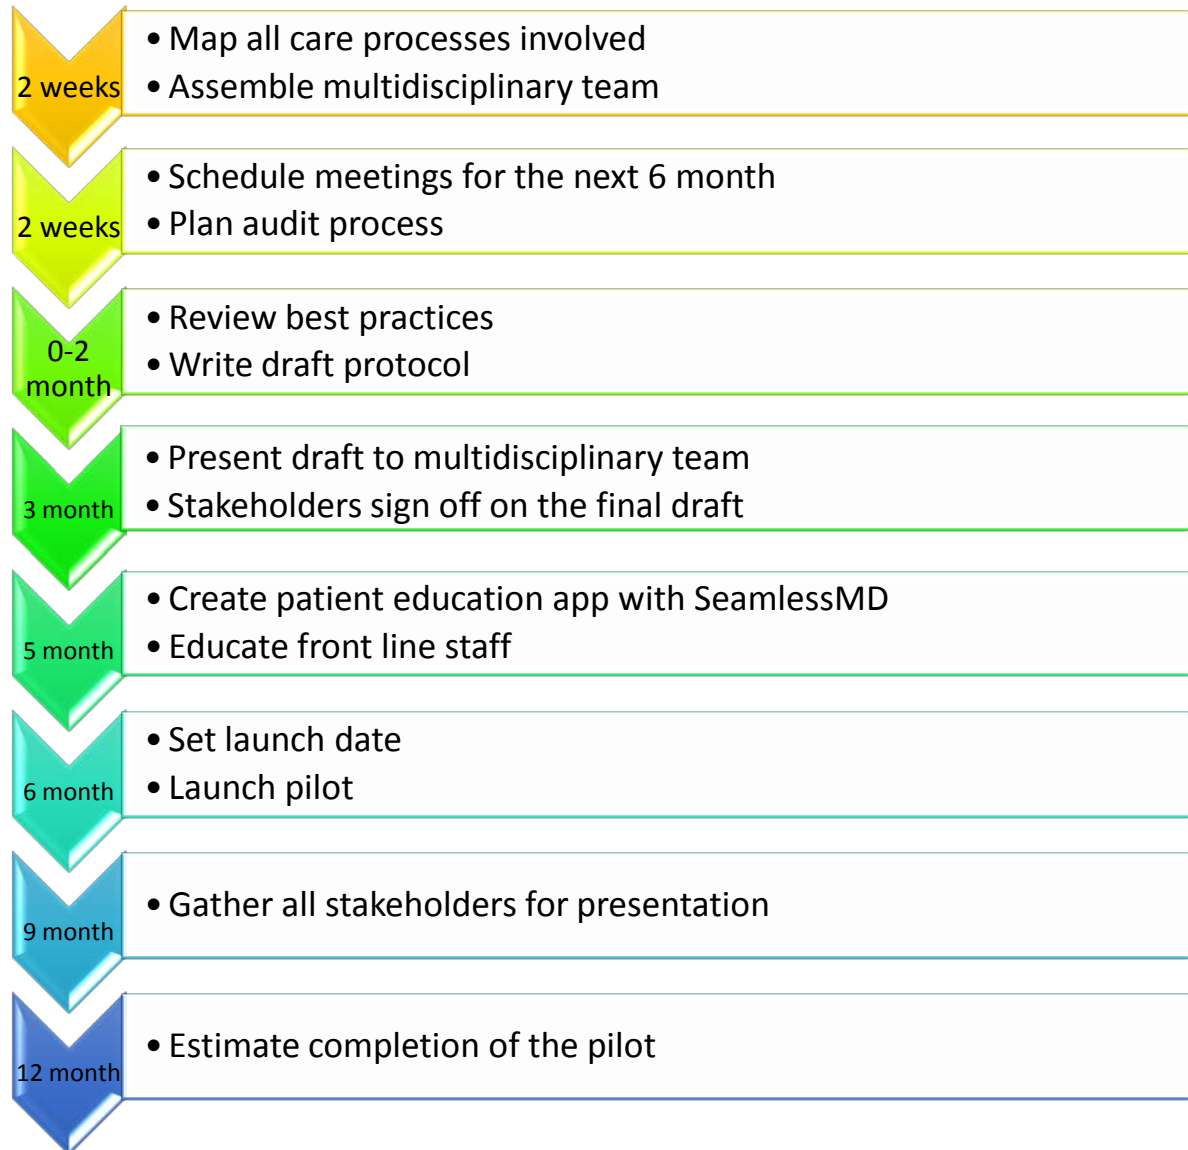 2 weeks
• Map all care processes involved
• Assemble multidisciplinary team
2 weeks
• Schedule meetings for the next 6 month
• Plan audit process
0-2
month
• Review best practices
• Write draft protocol
3 month
• Present draft to multidisciplinary team
• Stakeholders sign off on the final draft
5 month
• Create patient education app with SeamlessMD
• Educate front line staff
6 month
• Set launch date
• Launch pilot
9 month
• Gather all stakeholders for presentation
12 month
• Estimate completion of the pilot